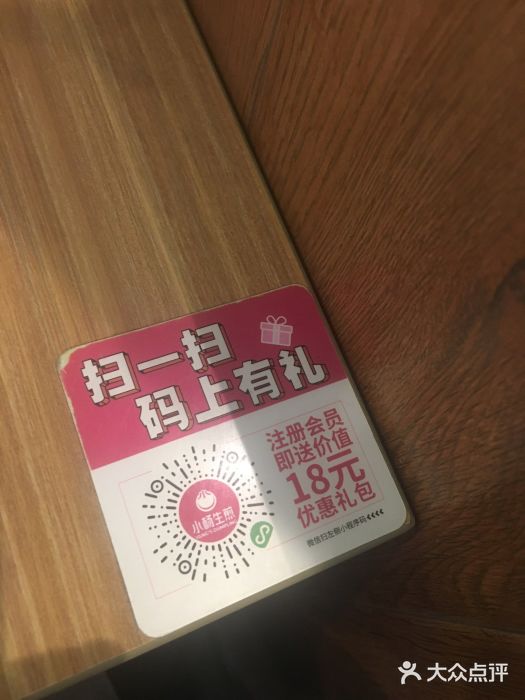 扫一扫
码上有礼
注册会员
即送价值
18元
优惠礼包
小杨生煎
YANG'S DUMPLING
微信扫左侧小程序码<<<<
大众点评